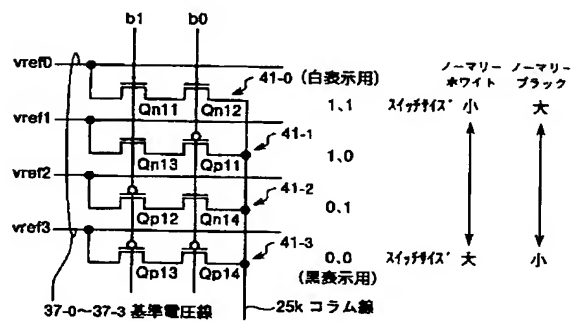 b1 b0
vref0
41-0 (白表示用)
ノーマリー ホワイト
ノーマリー ブラック
Qn11 Qn12
1、1 スイッチサイズ 小 大
vref1
41-1
Qn13 Qp11
1、0
vref2
41-2
Qp12 Qn14
0、1
vref3
41-3
Qp13 Qp14
0、0 スイッチサイズ 大 小
(黒表示用)
37-0~37-3 基準電圧線
25k コラム線